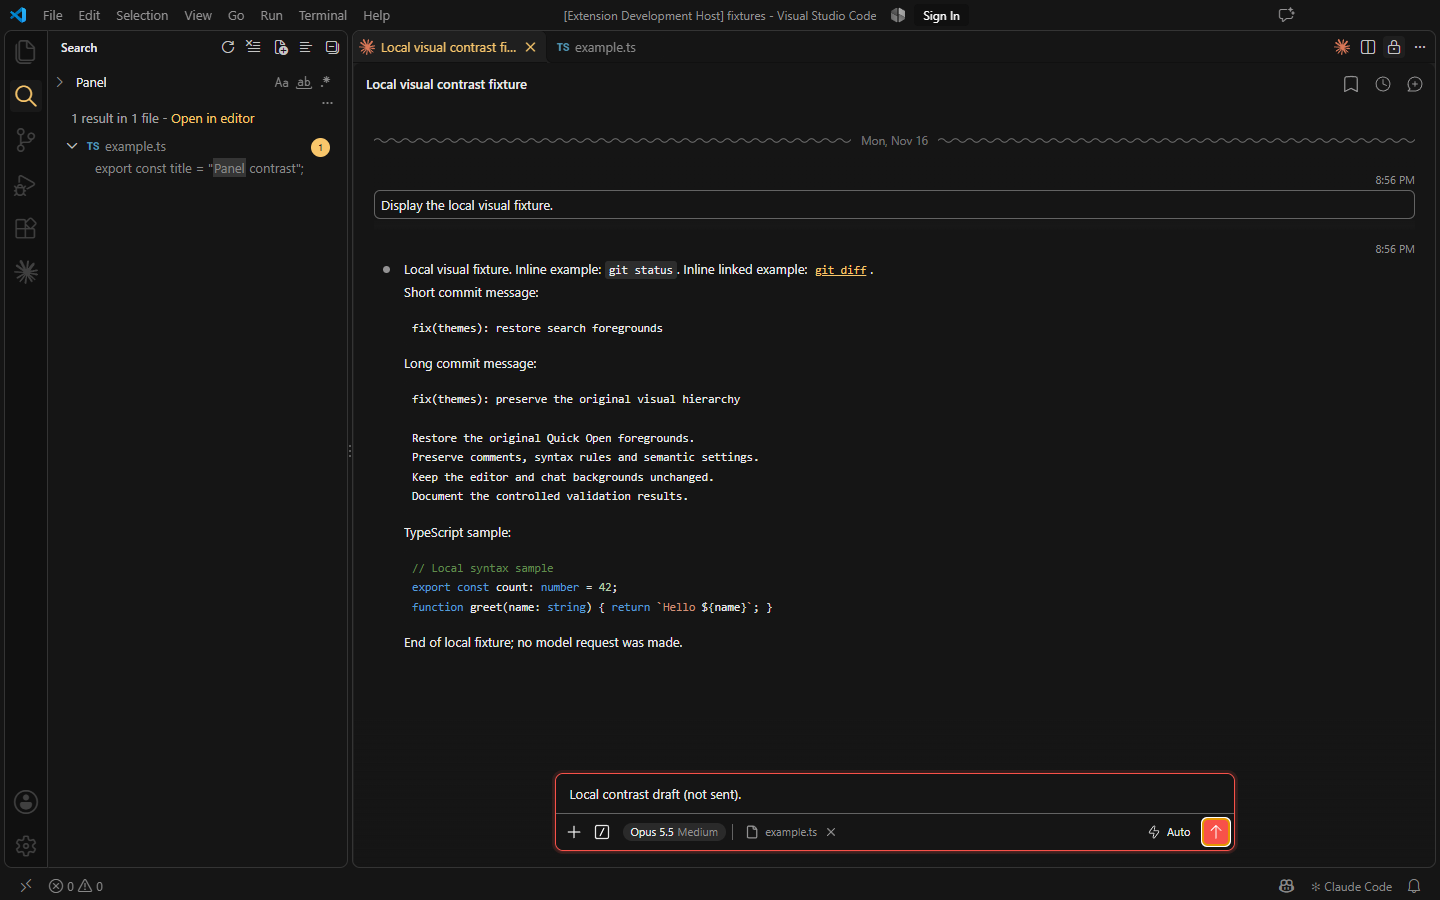 File Edit Selection View Go Run Terminal Help
[Extension Development Host] fixtures - Visual Studio Code
Sign In
Search
Panel
Aa ab .*
1 result in 1 file - Open in editor
TS example.ts 1
export const title = "Panel contrast";
Local visual contrast fi...
TS example.ts
Local visual contrast fixture
Mon, Nov 16
8:56 PM
Display the local visual fixture.
8:56 PM
Local visual fixture. Inline example: git status. Inline linked example: git diff.
Short commit message:
fix(themes): restore search foregrounds
Long commit message:
fix(themes): preserve the original visual hierarchy
Restore the original Quick Open foregrounds.
Preserve comments, syntax rules and semantic settings.
Keep the editor and chat backgrounds unchanged.
Document the controlled validation results.
TypeScript sample:
// Local syntax sample
export const count: number = 42;
function greet(name: string) { return `Hello ${name}`; }
End of local fixture; no model request was made.
Local contrast draft (not sent).
Opus 5.5 Medium
example.ts
Auto
0 0
Claude Code